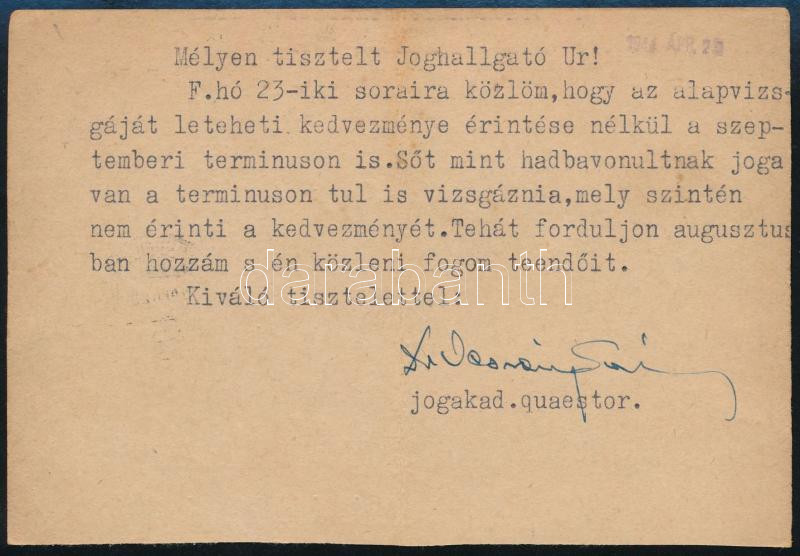 Mélyen tisztelt Joghallgató Ur!
F.hó 23-iki soraira közlöm,hogy az alapvizs-
gáját leteheti kedvezménye érintése nélkül a szep-
temberi terminuson is.Sőt mint hadbavonultnak joga
van a terminuson tul is vizsgáznia,mely szintén
nem érinti a kedvezményét.Tehát forduljon augusztus
ban hozzám s én közleni fogom teendőit.
Kiváló tisztelettel:
Dr
jogakad.quaestor.
darabanth